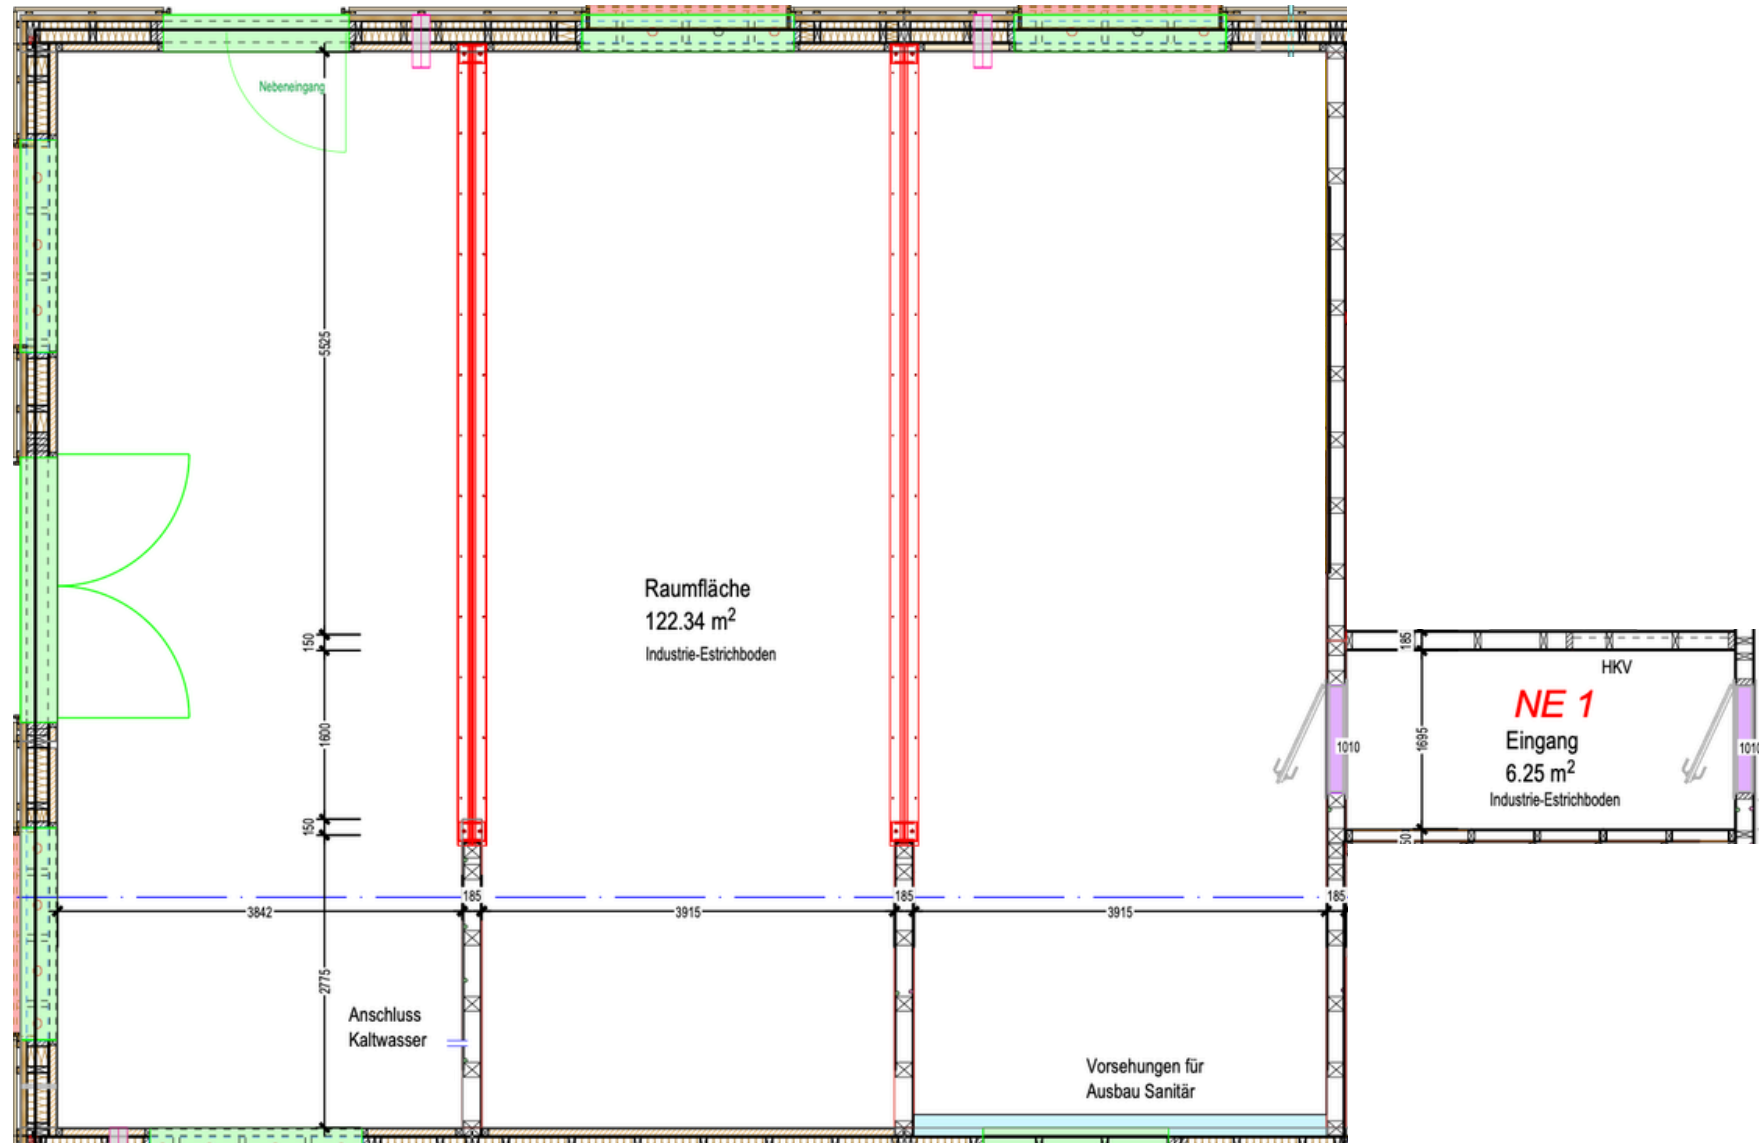 Nebeneingang
5525
Raumfläche
122.34 m²
Industrie-Estrichboden
150
1600
150
185
HKV
NE 1
Eingang
6.25 m²
Industrie-Estrichboden
1010
1695
1010
185
185
185
3842
3915
3915
2775
Anschluss
Kaltwasser
Vorsehungen für
Ausbau Sanitär